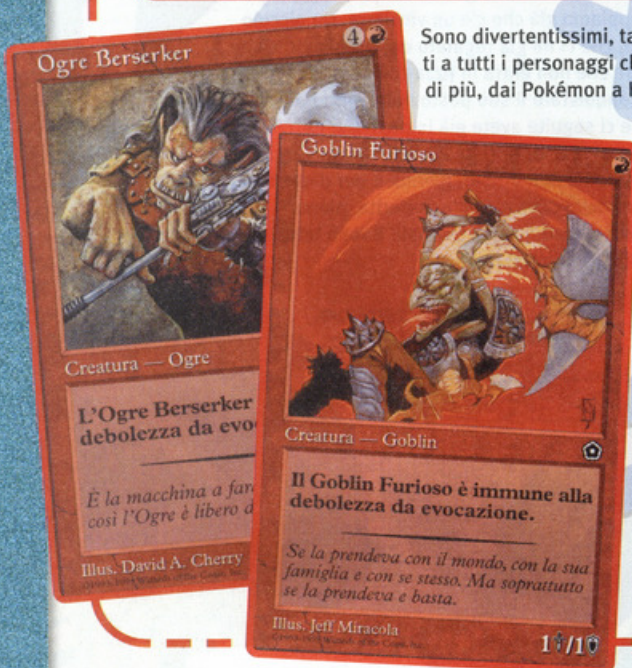 Sono divertentissimi, ta
ti a tutti i personaggi c
di più, dai Pokémon a
Ogre Berserker
4
Creatura — Ogre
L'Ogre Berserker
debolezza da evo
È la macchina a far
così l'Ogre è libero d
Illus. David A. Cherry
Goblin Furioso
Creatura — Goblin
Il Goblin Furioso è immune alla
debolezza da evocazione.
Se la prendeva con il mondo, con la sua
famiglia e con se stesso. Ma soprattutto
se la prendeva e basta.
Illus. Jeff Miracola
1/1